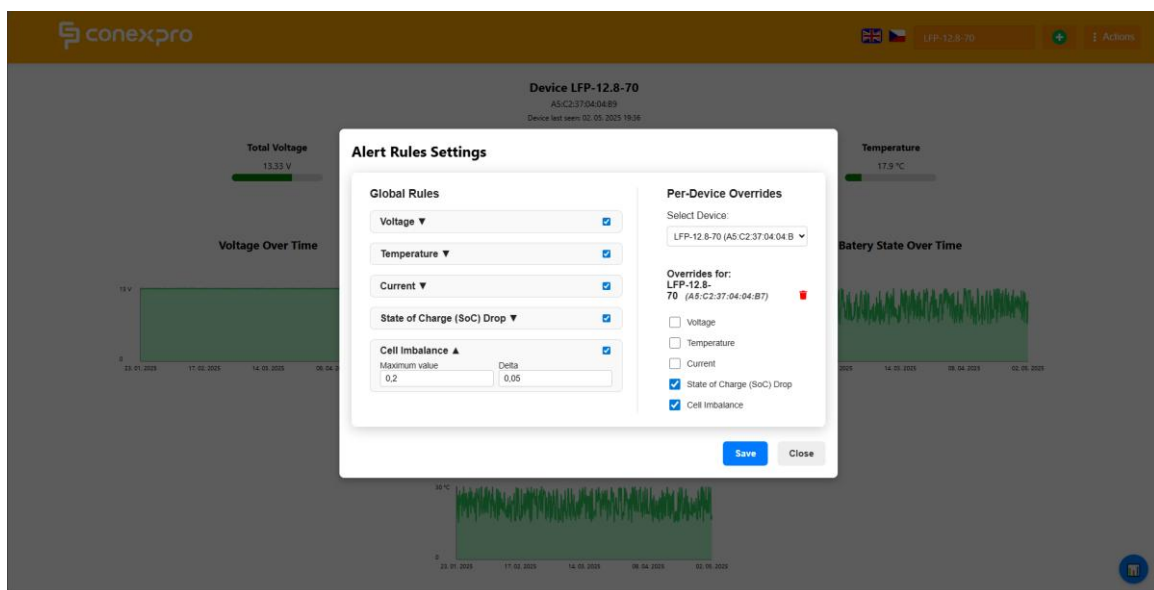 conexpro
LFP-12.8-70
Actions
Device LFP-12.8-70
A5:C2:37:04:04:B9
Device last seen: 02. 05. 2025 19:36
Total Voltage
13.33 V
Temperature
17.9 °C
Alert Rules Settings
Global Rules
Voltage ▼
Temperature ▼
Current ▼
State of Charge (SoC) Drop ▼
Cell Imbalance ▲
Maximum value
Delta
0,2
0,05
Per-Device Overrides
Select Device:
LFP-12.8-70 (A5:C2:37:04:04:B
Overrides for:
LFP-12.8-
70 (A5:C2:37:04:04:B7)
Voltage
Temperature
Current
State of Charge (SoC) Drop
Cell Imbalance
Save
Close
Voltage Over Time
Batery State Over Time
0
17. 02. 2025
14. 03. 2025
08. 04. 2
2025
14. 03. 2025
08. 04. 2025
02. 05. 2025
30 °C
0
23. 01. 2025
17. 02. 2025
14. 03. 2025
08. 04. 2025
02. 05. 2025